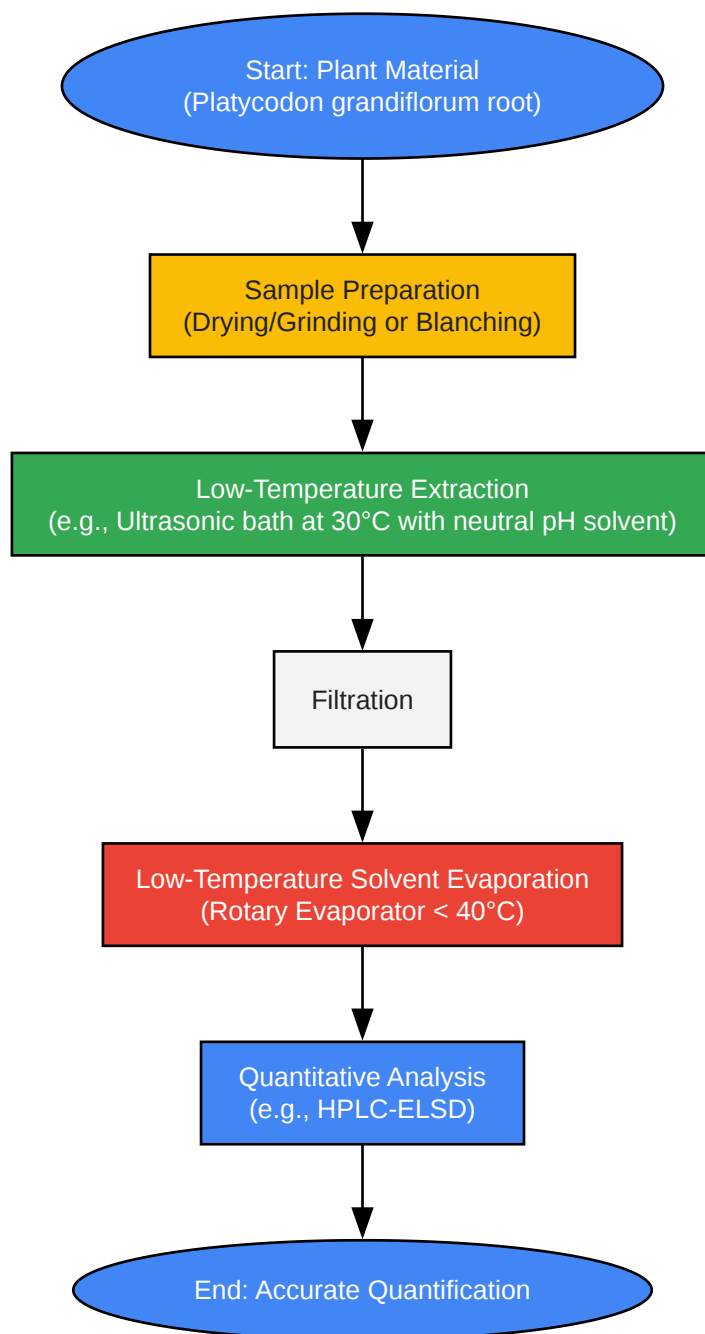 Start: Plant Material
(Platycodon grandiflorum root)
Sample Preparation
(Drying/Grinding or Blanching)
Low-Temperature Extraction
(e.g., Ultrasonic bath at 30°C with neutral pH solvent)
Filtration
Low-Temperature Solvent Evaporation
(Rotary Evaporator < 40°C)
Quantitative Analysis
(e.g., HPLC-ELSD)
End: Accurate Quantification